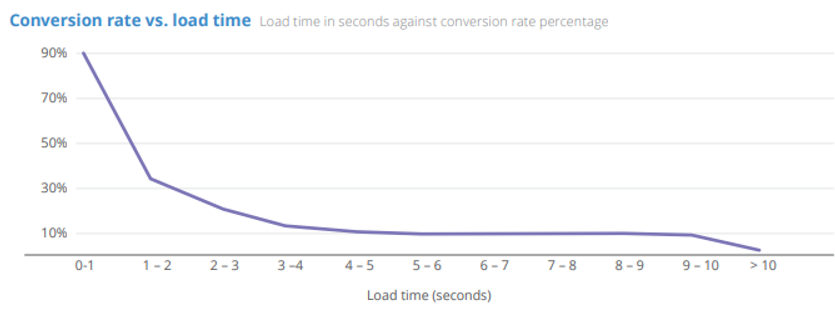 Conversion rate vs. load time Load time in seconds against conversion rate percentage
90%
70%
50%
30%
10%
0-1 1 – 2 2 – 3 3 –4 4 – 5 5 – 6 6 – 7 7 – 8 8 – 9 9 – 10 > 10
Load time (seconds)